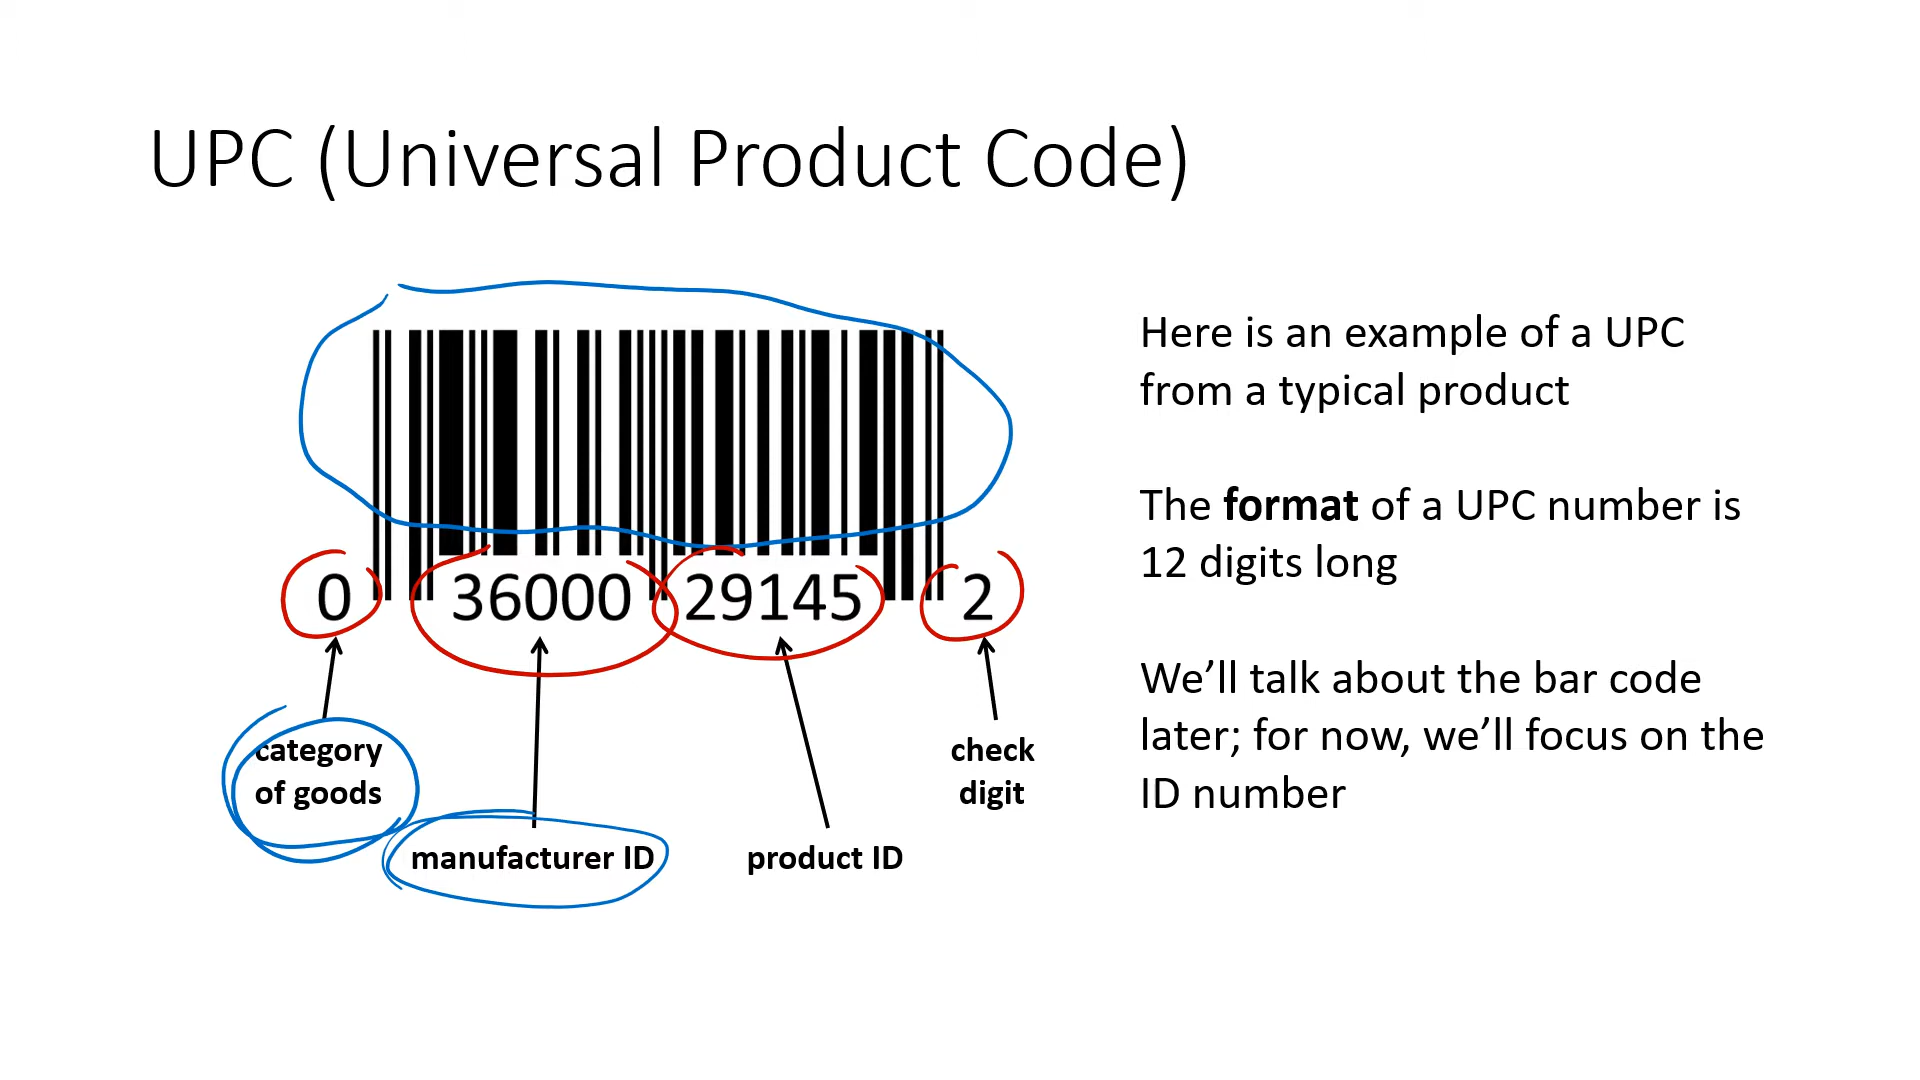 UPC (Universal Product Code)
0 36000 29145 2
category
of goods
manufacturer ID
product ID
check
digit
Here is an example of a UPC
from a typical product
The format of a UPC number is
12 digits long
We’ll talk about the bar code
later; for now, we’ll focus on the
ID number